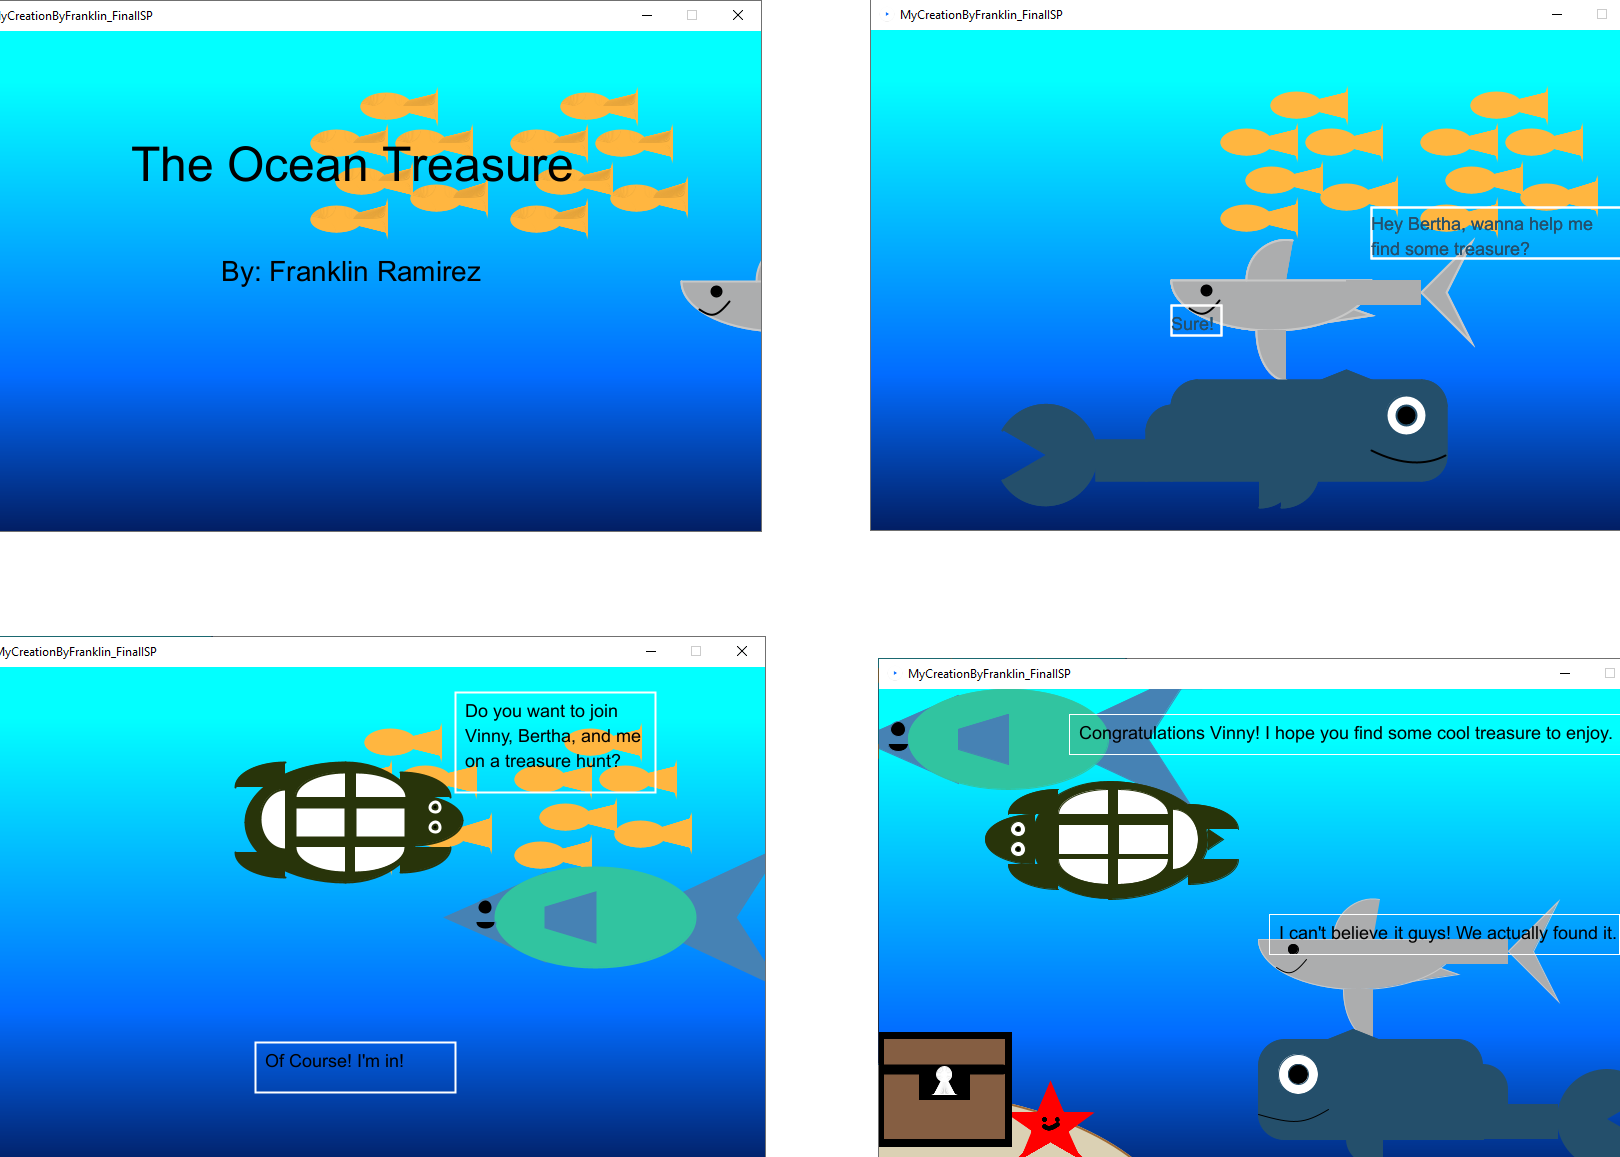 MyCreationByFranklin_FinalISP
The Ocean Treasure
By: Franklin Ramirez
MyCreationByFranklin_FinalISP
Hey Bertha, wanna help me
find some treasure?
Sure!
MyCreationByFranklin_FinalISP
Do you want to join
Vinny, Bertha, and me
on a treasure hunt?
Of Course! I'm in!
MyCreationByFranklin_FinalISP
Congratulations Vinny! I hope you find some cool treasure to enjoy.
I can't believe it guys! We actually found it.